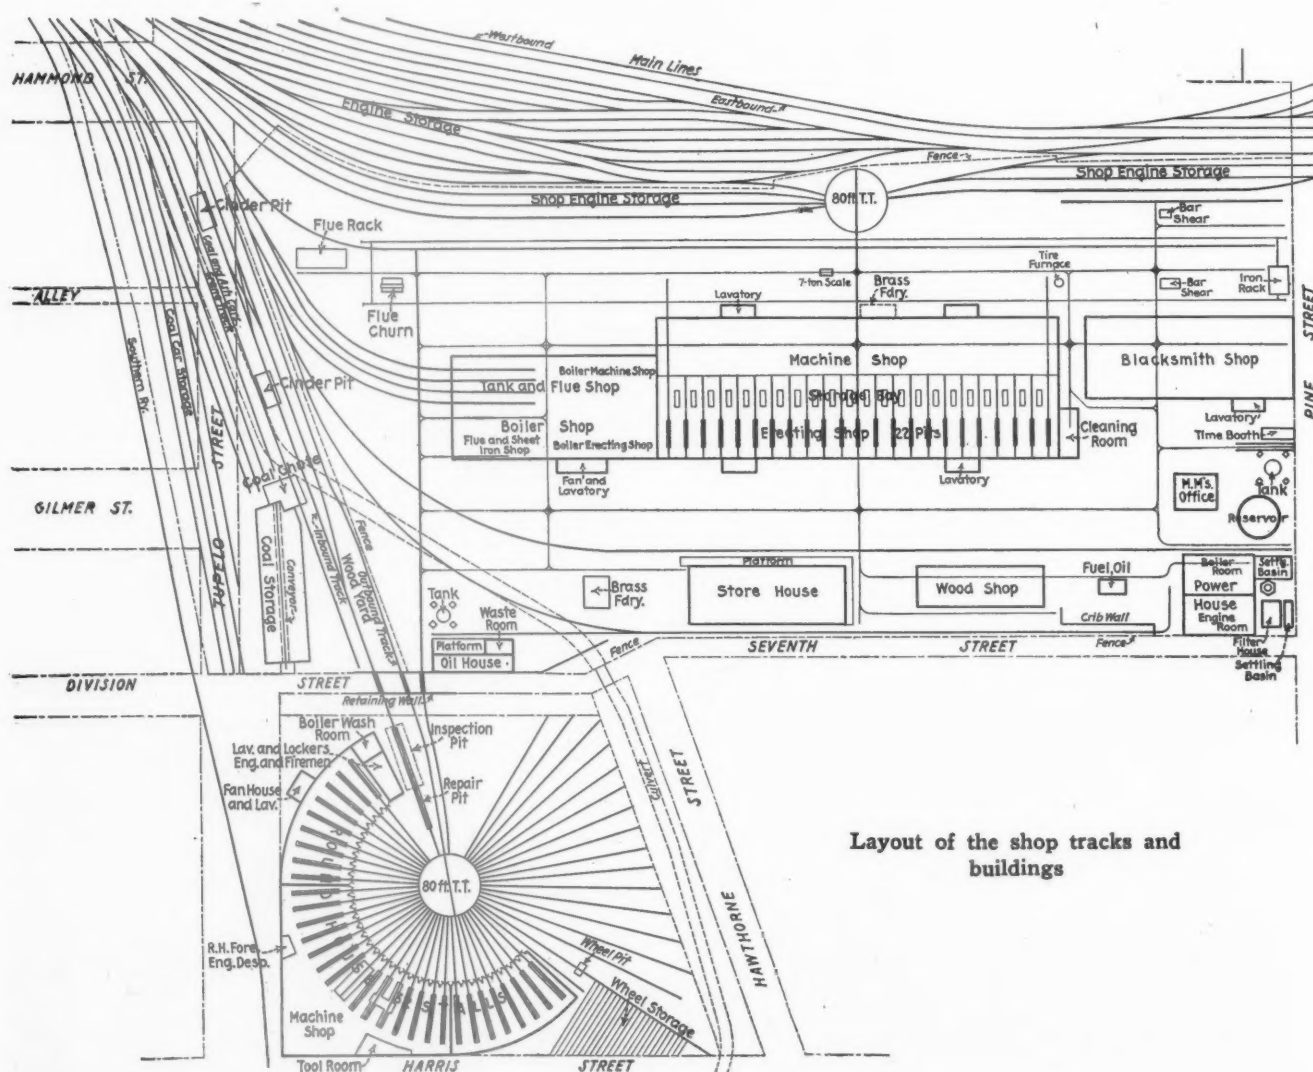 Westbound
Main Lines
Eastbound
HAMMOND ST.
Engine Storage
Fence
Shop Engine Storage
Shop Engine Storage
80 ft. T.T.
Cinder Pit
Flue Rack
Bar
Shear
Tire
Furnace
7-ton Scale
Brass
Fdry.
Bar
Shear
Iron
Rack
ALLEY
Flue
Churn
Lavatory
STREET
PINE
Southern Ry.
Coal Car Storage
Machine Shop
Blacksmith Shop
Boiler Machine Shop
Tank and Flue Shop
Cinder Pit
Storage Bay
Boiler Shop
Flue and Sheet
Iron Shop
Boiler Erecting Shop
Erecting Shop 22 Pits
Cleaning
Room
Lavatory
Time Booth
Fan and
Lavatory
Lavatory
M.M's.
Office
Tank
Reservoir
STREET
TUPELO
GILMER ST.
Coal Storage
Conveyor
Inbound Track
Fence
Wood Yard
Outbound Track
Platform
Store House
Brass
Fdry.
Wood Shop
Fuel Oil
Crib Wall
Boiler
Room
Power
House
Engine
Room
Settlg.
Basin
Filter
House
Settling
Basin
Tank
Waste
Room
Platform
Oil House
Fence
SEVENTH STREET
Fence
DIVISION STREET
Retaining Wall
Boiler Wash
Room
Inspection
Pit
Lav. and Lockers
Eng. and Firemen
Fan House
and Lav.
Repair
Pit
Culvert
STREET
HAWTHORNE
80 ft. T.T.
R.H. Fore.
Eng. Desp.
Wheel Pit
Wheel Storage
Machine
Shop
Tool Room
HARRIS STREET
Layout of the shop tracks and
buildings